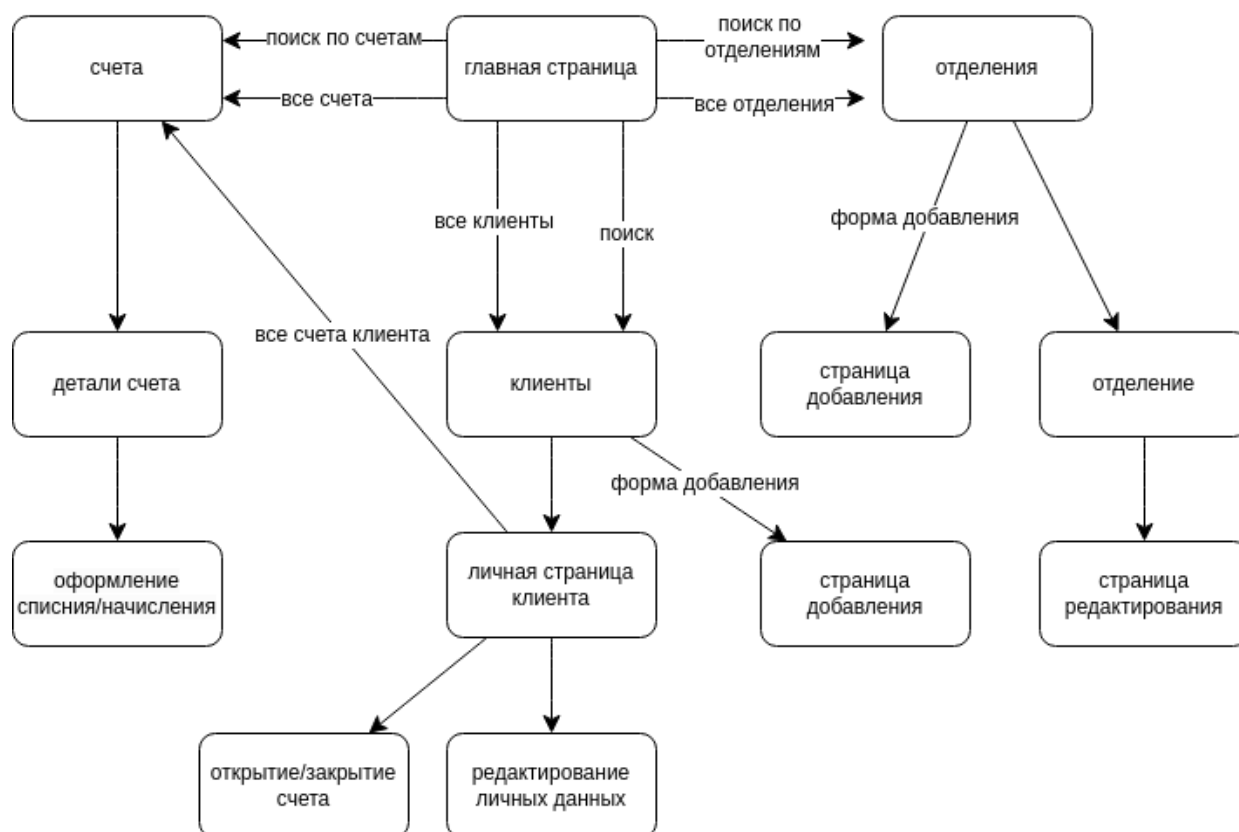 поиск по счетам
поиск по
отделениям
счета
главная страница
отделения
все счета
все отделения
все клиенты
поиск
форма добавления
все счета клиента
детали счета
клиенты
страница
добавления
отделение
форма добавления
оформление
списния/начисления
личная страница
клиента
страница
добавления
страница
редактирования
открытие/закрытие
счета
редактирование
личных данных